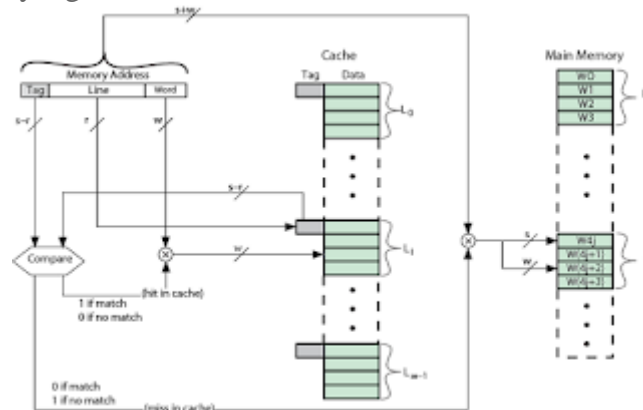 s+w
Cache
Main Memory
Memory Address
Tag Data
Tag Line Word
W0
W1
W2
W3
L0
s-r
r
w
s-r
s
W4j
Compare
w
Li
w
W(4j+1)
W(4j+2)
W(4j+3)
(hit in cache)
1 if match
0 if no match
Lm-1
0 if match
1 if no match
(miss in cache)